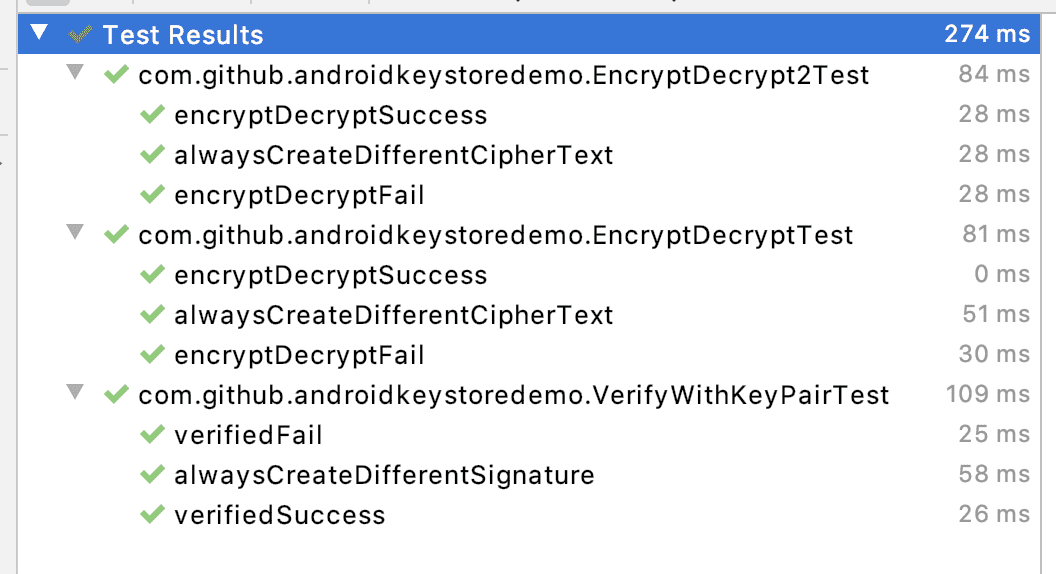 Test Results 274 ms
com.github.androidkeystoredemo.EncryptDecrypt2Test 84 ms
encryptDecryptSuccess 28 ms
alwaysCreateDifferentCipherText 28 ms
encryptDecryptFail 28 ms
com.github.androidkeystoredemo.EncryptDecryptTest 81 ms
encryptDecryptSuccess 0 ms
alwaysCreateDifferentCipherText 51 ms
encryptDecryptFail 30 ms
com.github.androidkeystoredemo.VerifyWithKeyPairTest 109 ms
verifiedFail 25 ms
alwaysCreateDifferentSignature 58 ms
verifiedSuccess 26 ms